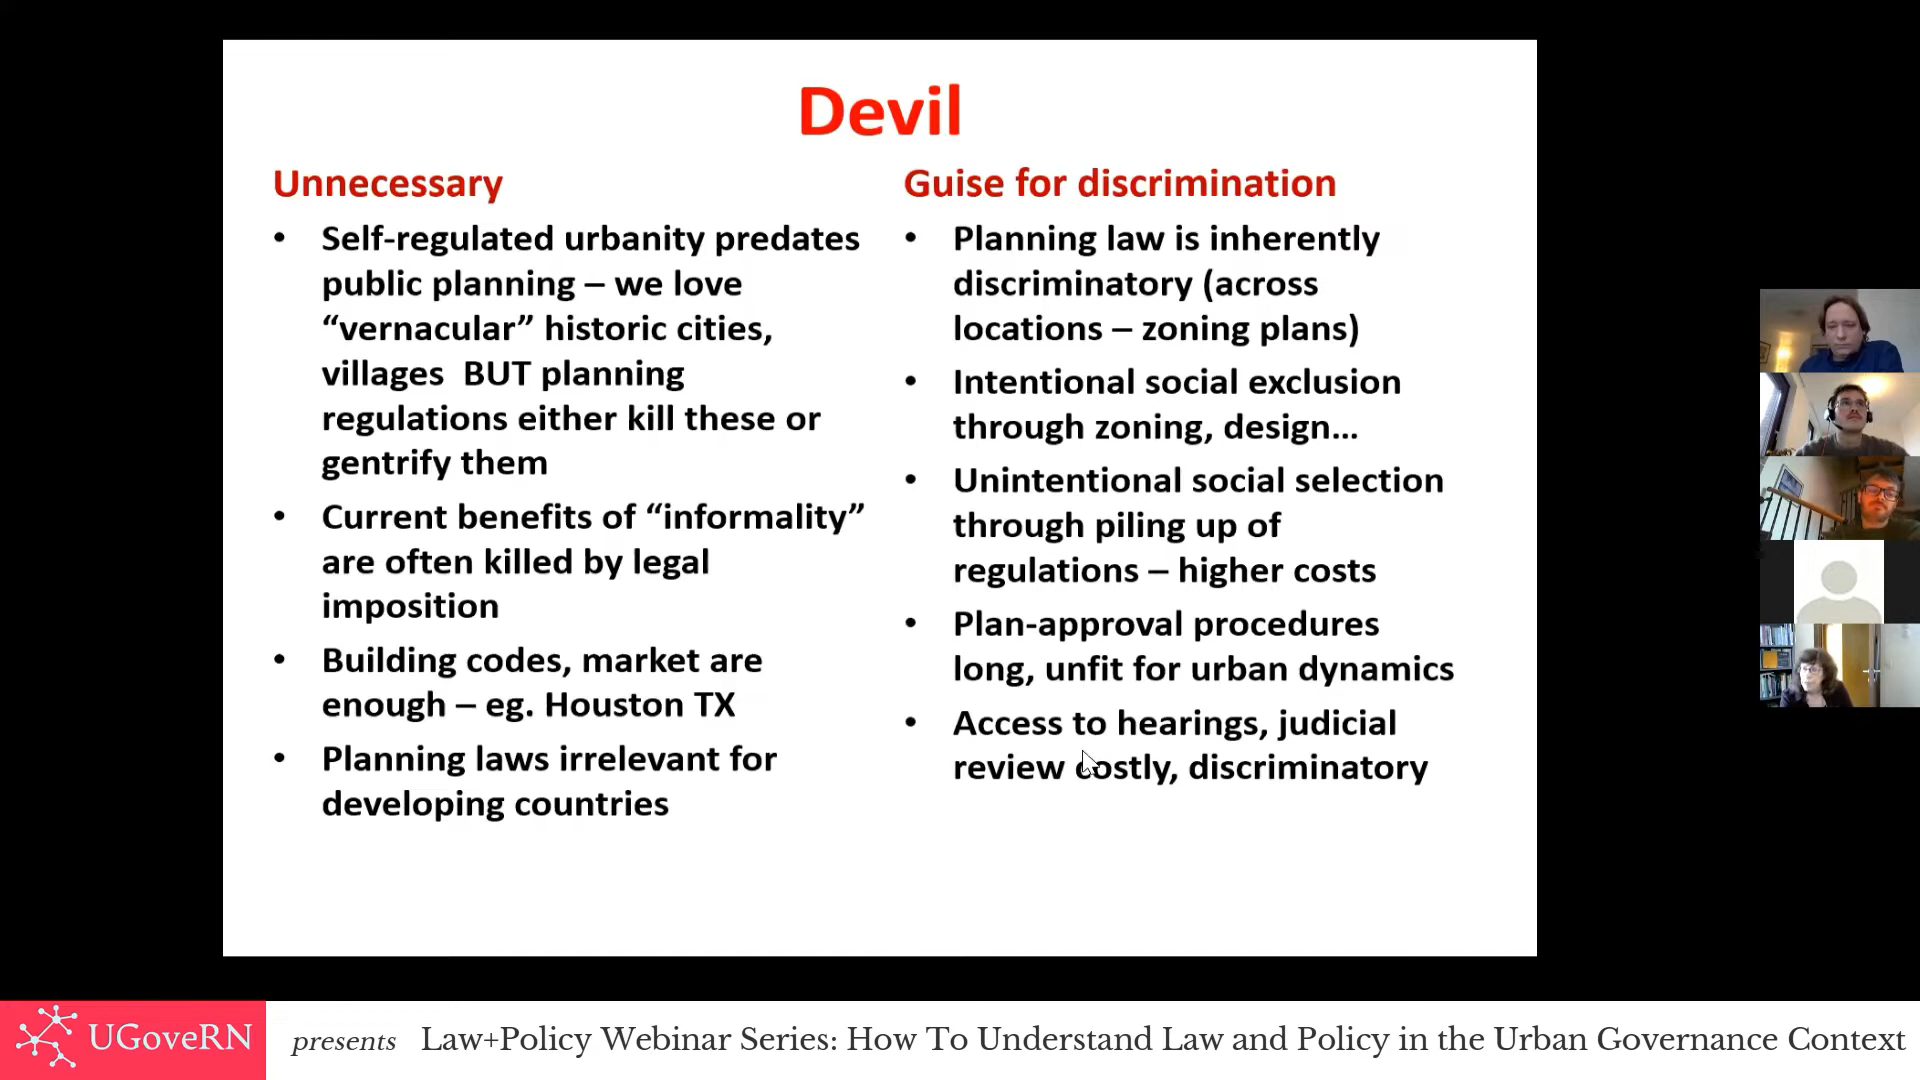 Devil
Unnecessary
• Self-regulated urbanity predates
public planning – we love
“vernacular” historic cities,
villages BUT planning
regulations either kill these or
gentrify them
• Current benefits of “informality”
are often killed by legal
imposition
• Building codes, market are
enough – eg. Houston TX
• Planning laws irrelevant for
developing countries
Guise for discrimination
• Planning law is inherently
discriminatory (across
locations – zoning plans)
• Intentional social exclusion
through zoning, design…
• Unintentional social selection
through piling up of
regulations – higher costs
• Plan-approval procedures
long, unfit for urban dynamics
• Access to hearings, judicial
review costly, discriminatory
UGoveRN presents Law+Policy Webinar Series: How To Understand Law and Policy in the Urban Governance Context